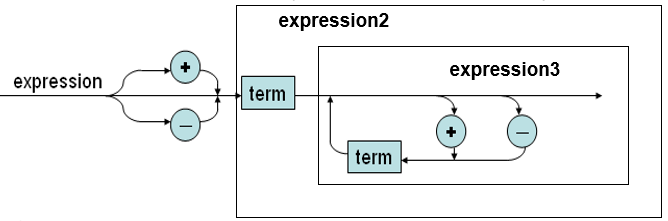 expression2
expression3
expression
+
term
+
−
−
term